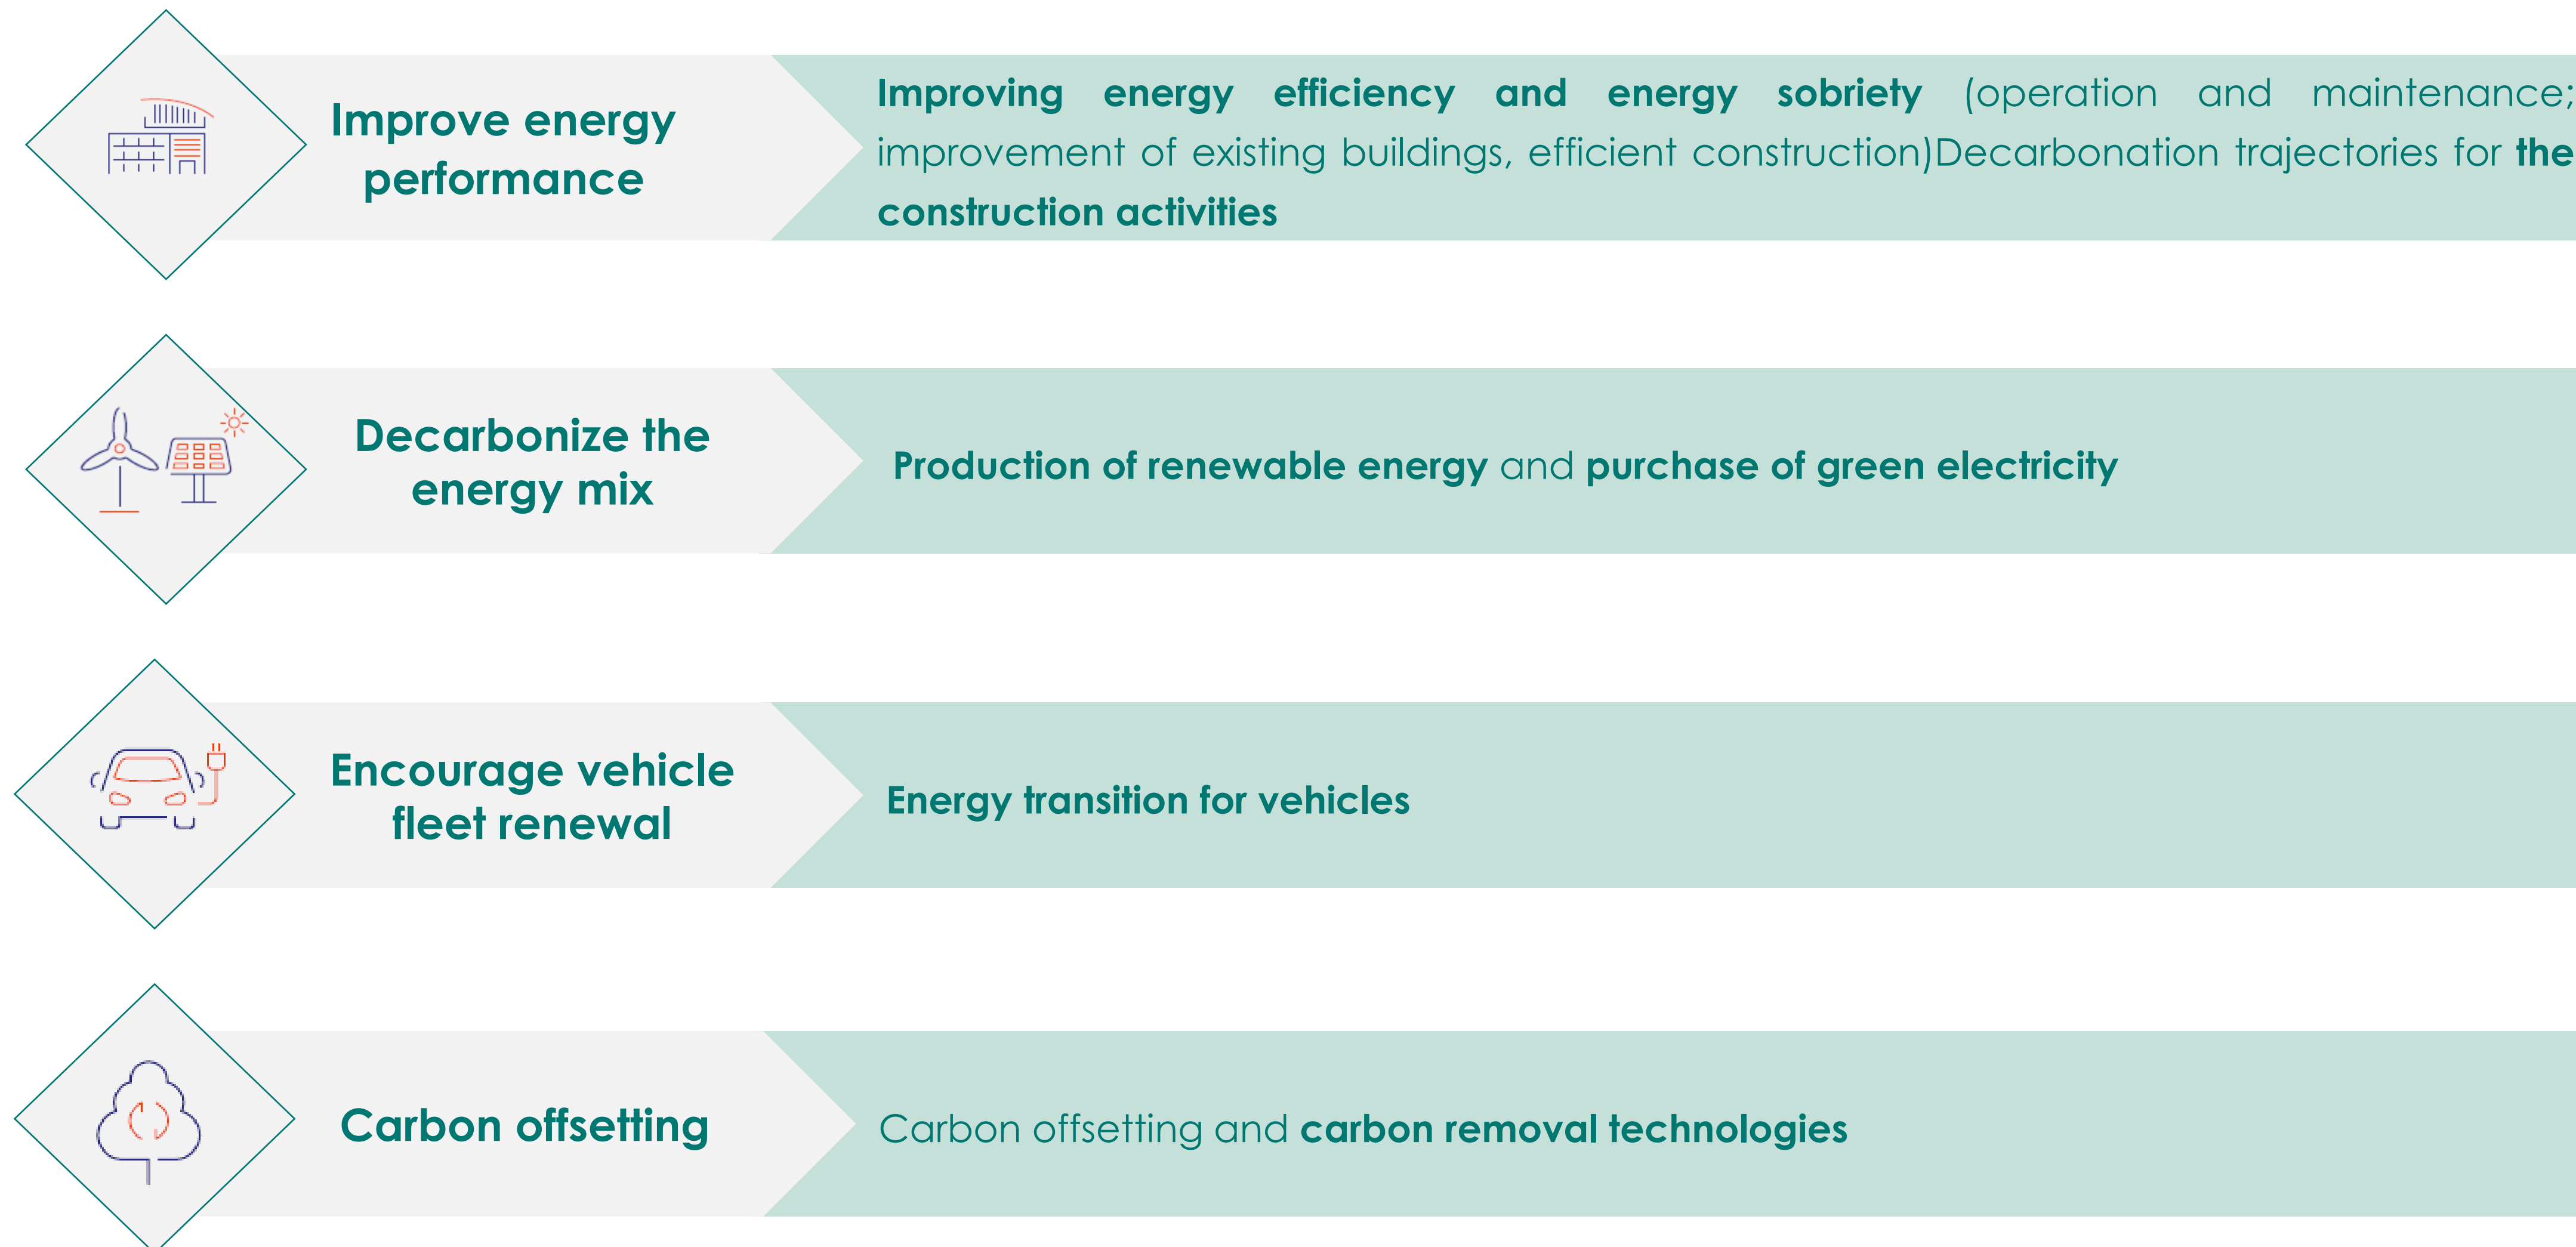 Improve energy
performance
Improving energy efficiency and energy sobriety (operation and maintenance;
improvement of existing buildings, efficient construction)Decarbonation trajectories for the
construction activities
Decarbonize the
energy mix
Production of renewable energy and purchase of green electricity
Encourage vehicle
fleet renewal
Energy transition for vehicles
Carbon offsetting
Carbon offsetting and carbon removal technologies